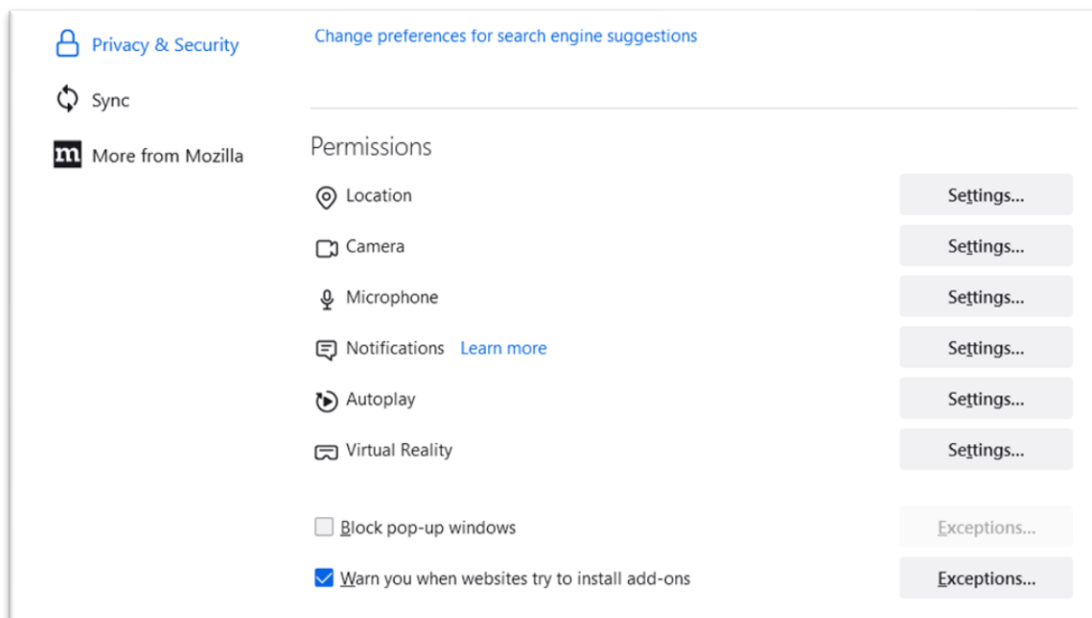 Privacy & Security
Sync
m More from Mozilla
Change preferences for search engine suggestions
Permissions
Location Settings...
Camera Settings...
Microphone Settings...
Notifications Learn more Settings...
Autoplay Settings...
Virtual Reality Settings...
Block pop-up windows Exceptions...
Warn you when websites try to install add-ons Exceptions...